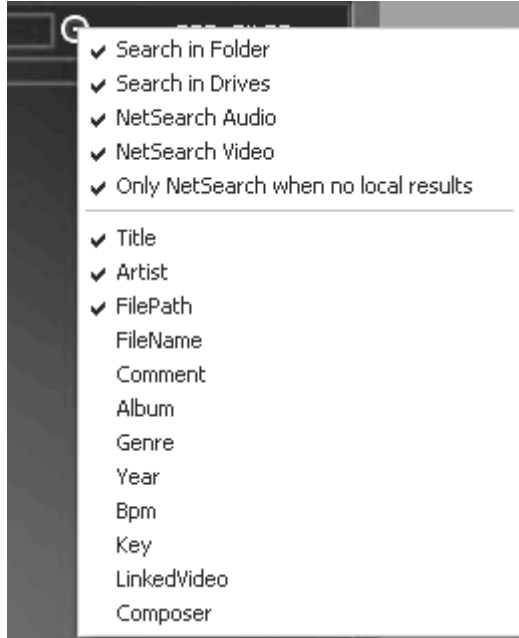 Search in Folder
Search in Drives
NetSearch Audio
NetSearch Video
Only NetSearch when no local results
Title
Artist
FilePath
FileName
Comment
Album
Genre
Year
Bpm
Key
LinkedVideo
Composer